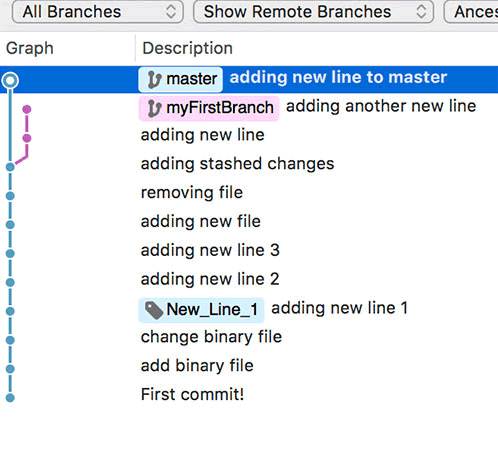 All Branches Show Remote Branches Ances
Graph Description
master adding new line to master
myFirstBranch adding another new line
adding new line
adding stashed changes
removing file
adding new file
adding new line 3
adding new line 2
New_Line_1 adding new line 1
change binary file
add binary file
First commit!